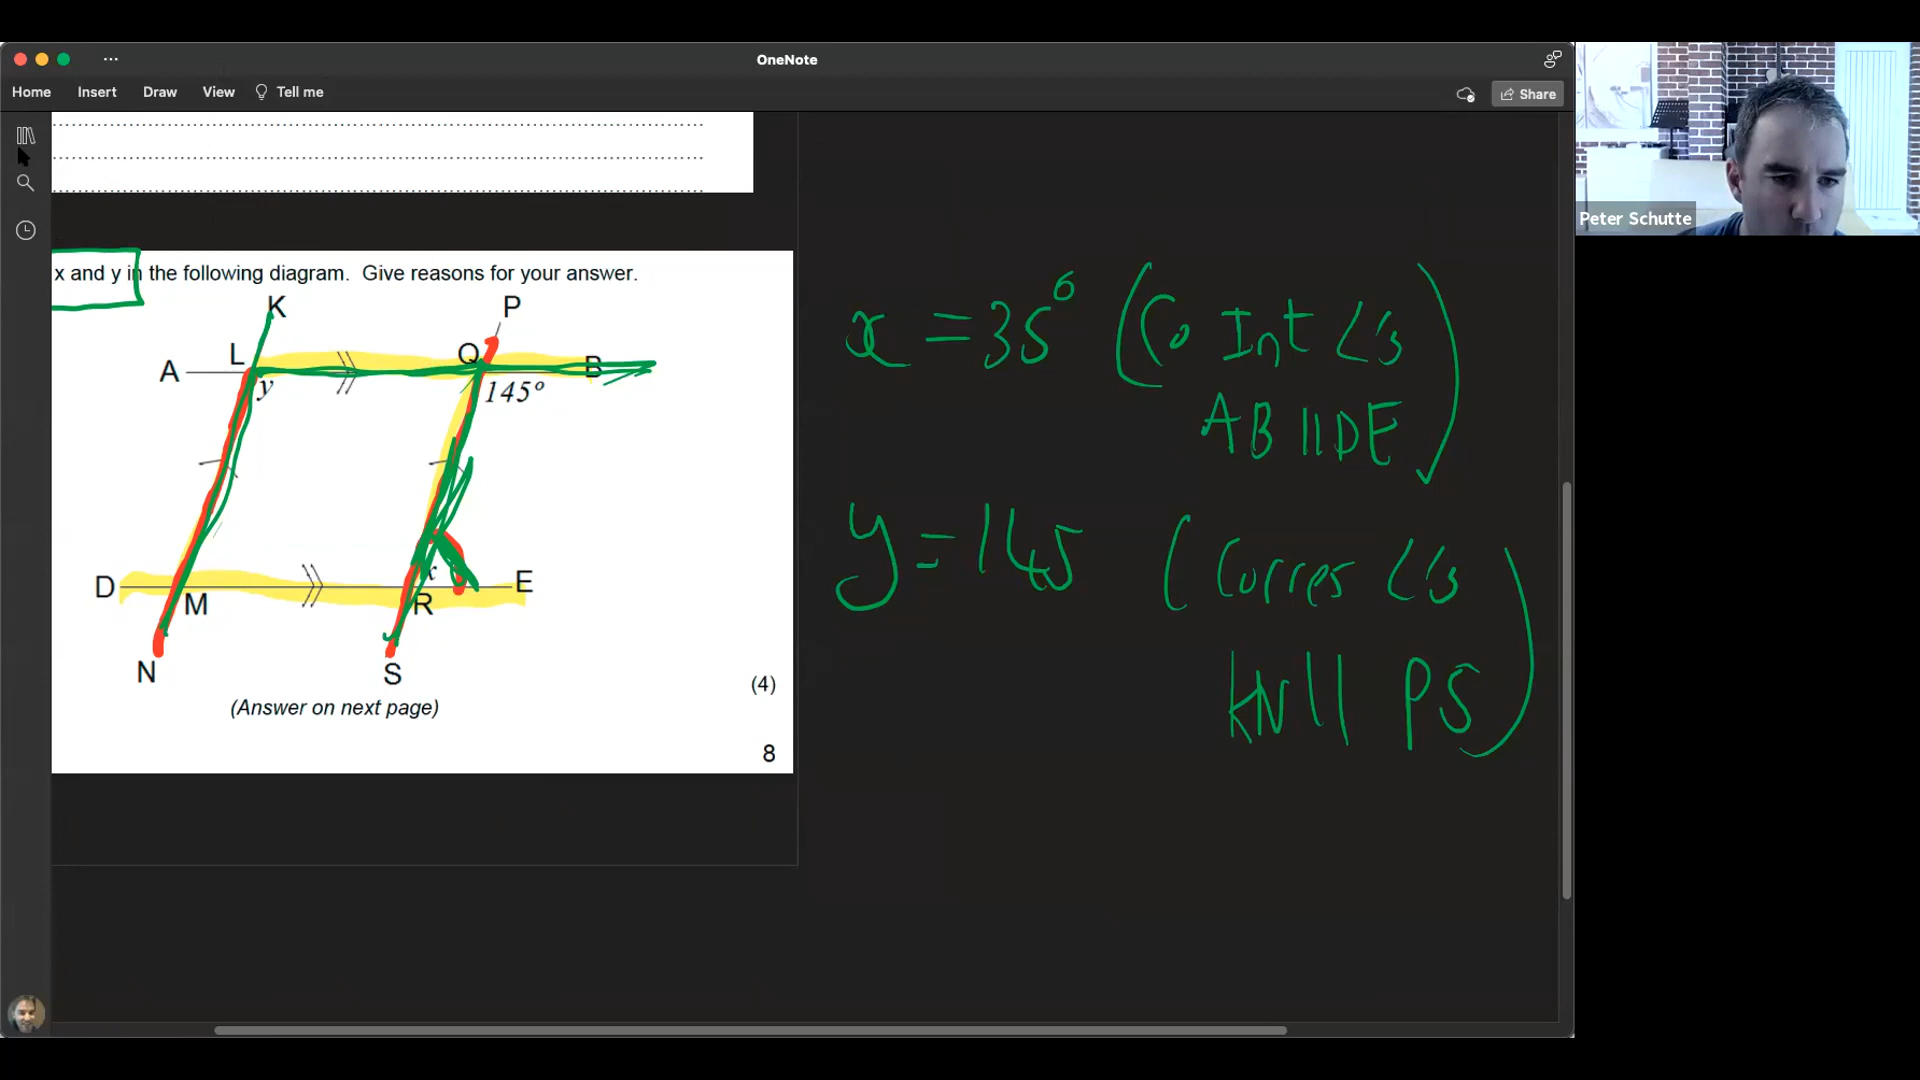 OneNote
Home Insert Draw View Tell me
Share
Peter Schutte
x and y in the following diagram. Give reasons for your answer.
K P
L Q
A B
y 145º
x
D E
M R
N S
(4)
(Answer on next page)
8
x = 35° (Co Int ∠'s
AB || DE)
y = 145 (Corres ∠'s
KN || PS)